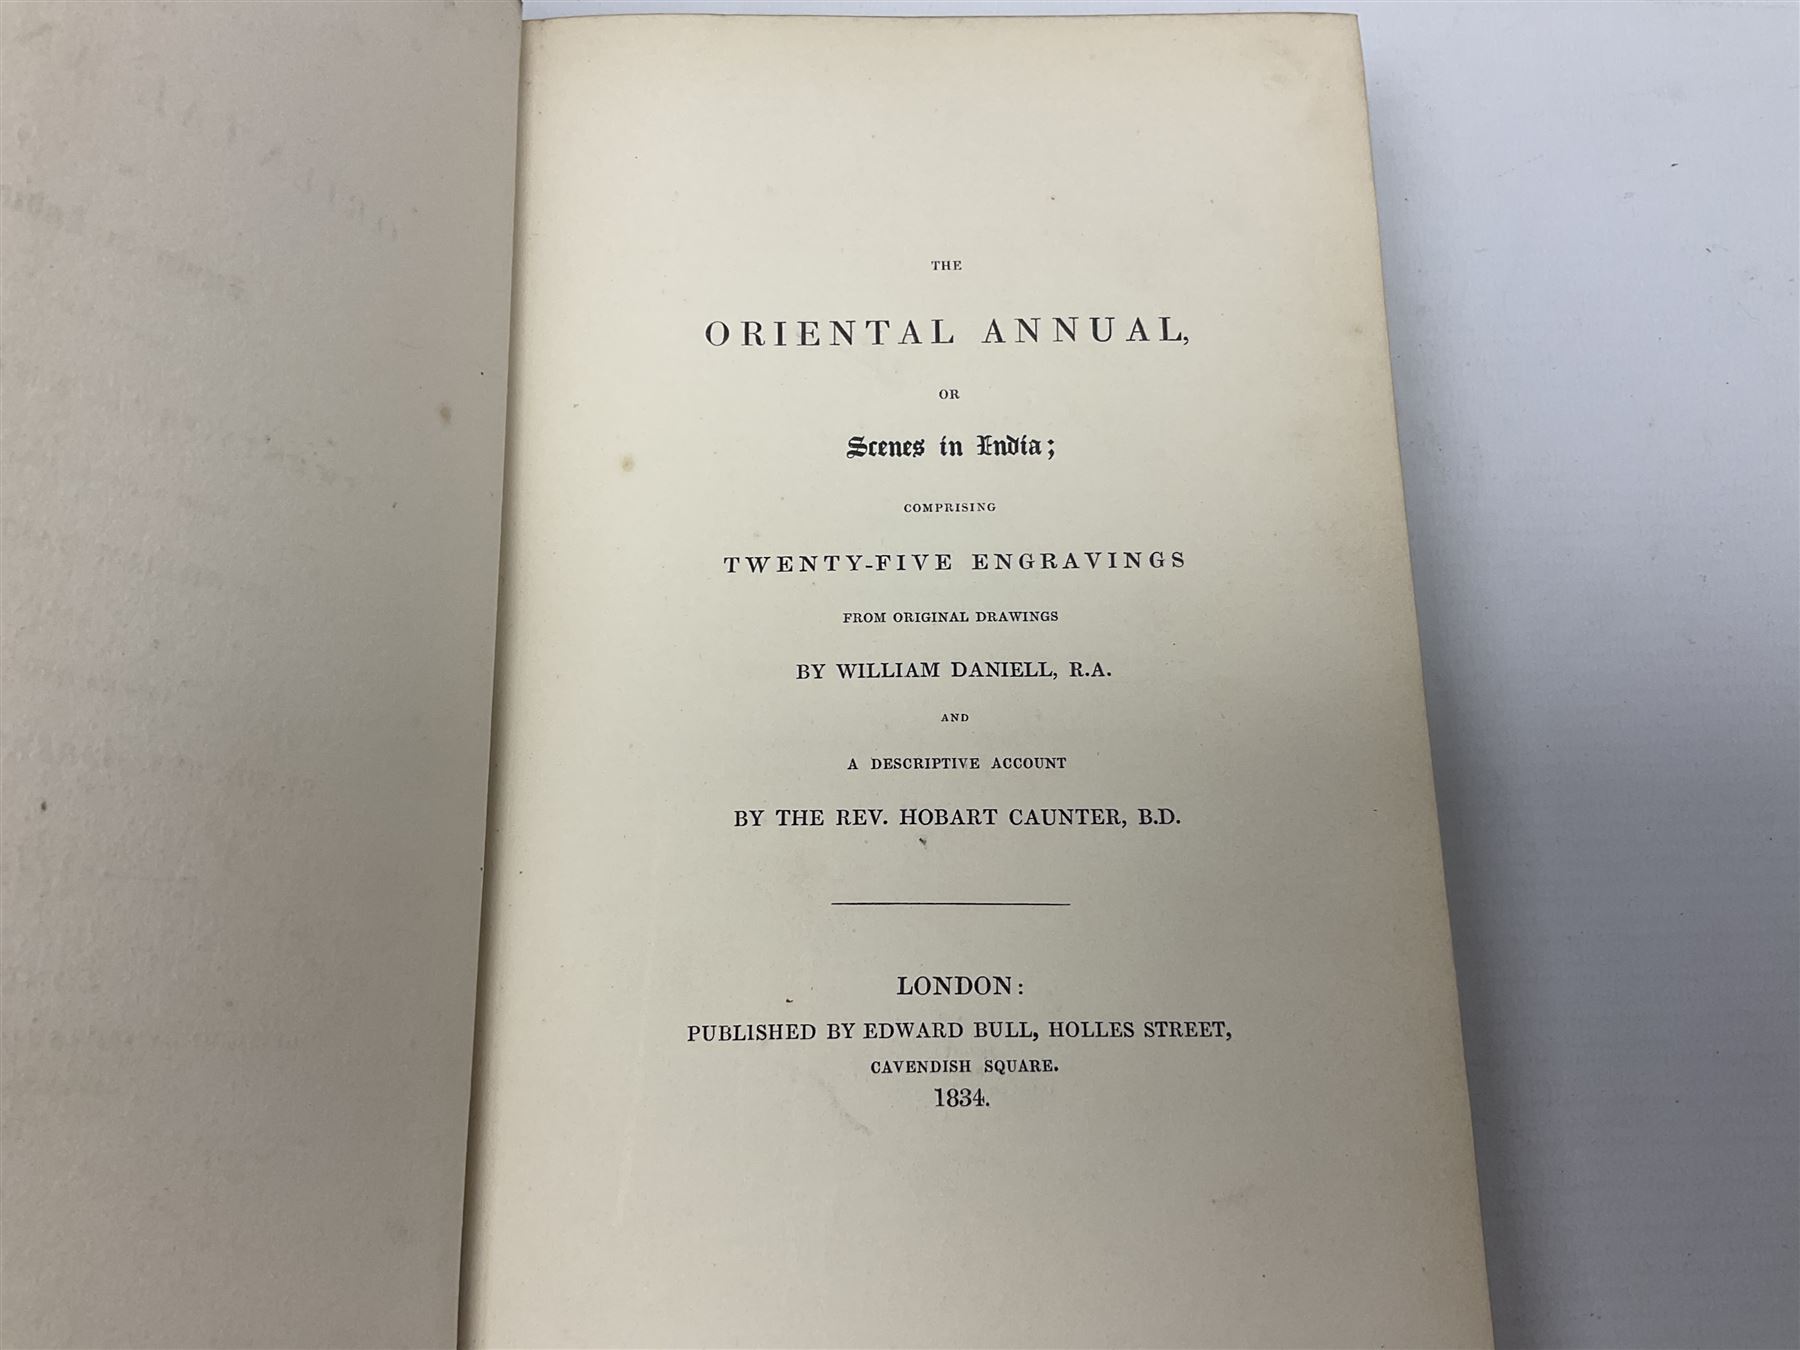 THE
ORIENTAL ANNUAL,
OR
Scenes in India;
COMPRISING
TWENTY-FIVE ENGRAVINGS
FROM ORIGINAL DRAWINGS
BY WILLIAM DANIELL, R.A.
AND
A DESCRIPTIVE ACCOUNT
BY THE REV. HOBART CAUNTER, B.D.
LONDON:
PUBLISHED BY EDWARD BULL, HOLLES STREET,
CAVENDISH SQUARE.
1834.